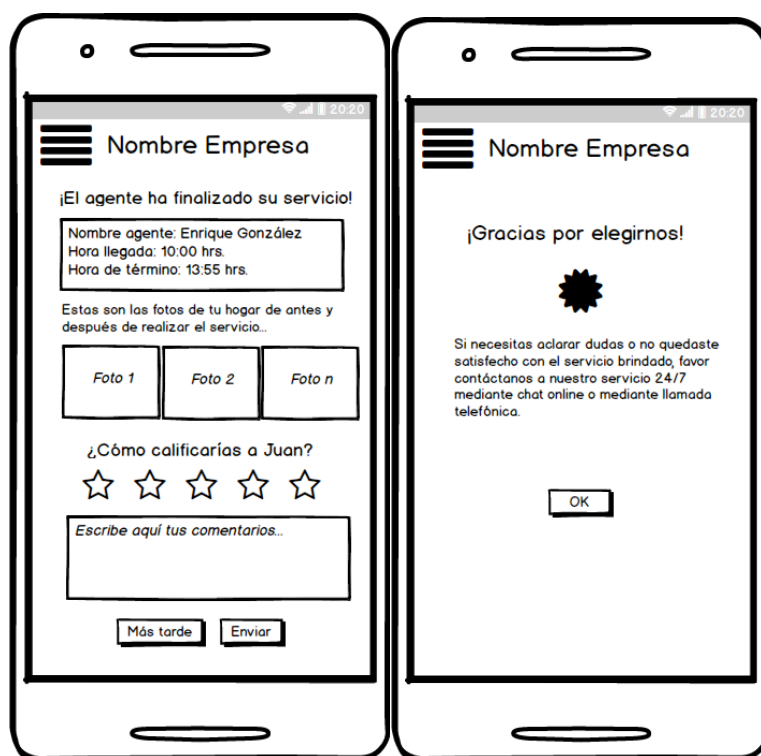 20:20
Nombre Empresa
¡El agente ha finalizado su servicio!
Nombre agente: Enrique González
Hora llegada: 10:00 hrs.
Hora de término: 13:55 hrs.
Estas son las fotos de tu hogar de antes y
después de realizar el servicio...
Foto 1
Foto 2
Foto n
¿Cómo calificarías a Juan?
Escribe aquí tus comentarios...
Más tarde
Enviar
20:20
Nombre Empresa
¡Gracias por elegirnos!
Si necesitas aclarar dudas o no quedaste
satisfecho con el servicio brindado, favor
contáctanos a nuestro servicio 24/7
mediante chat online o mediante llamada
telefónica.
OK